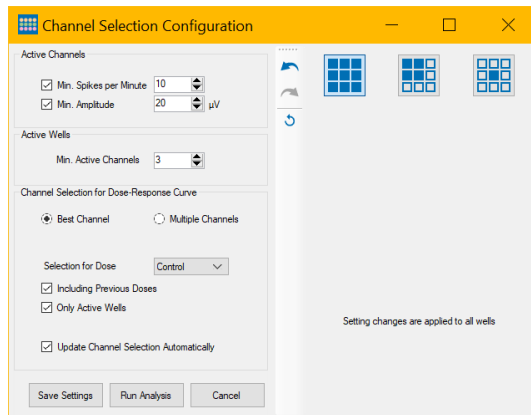 Channel Selection Configuration
Active Channels
Min. Spikes per Minute 10
Min. Amplitude 20 µV
Active Wells
Min. Active Channels 3
Channel Selection for Dose-Response Curve
Best Channel Multiple Channels
Selection for Dose Control
Including Previous Doses
Only Active Wells
Setting changes are applied to all wells
Update Channel Selection Automatically
Save Settings Run Analysis Cancel